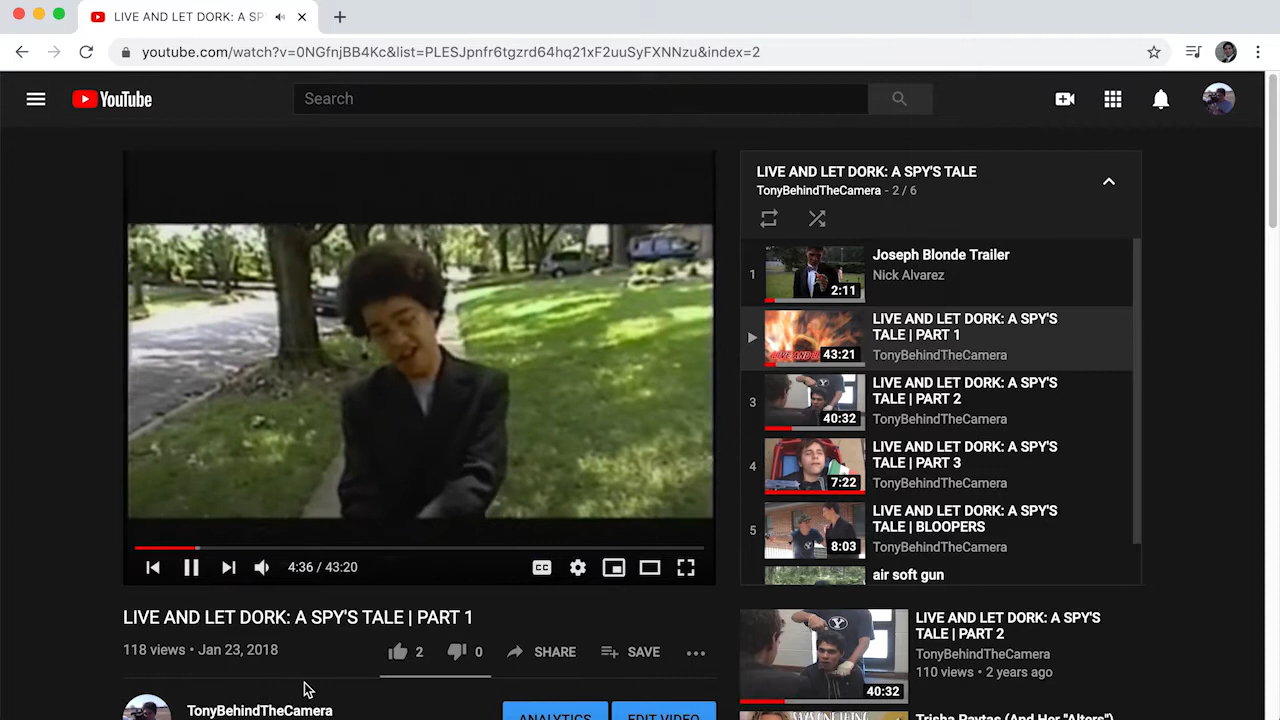 LIVE AND LET DORK: A SP
youtube.com/watch?v=0NGfnjBB4Kc&list=PLESJpnfr6tgzrd64hq21xF2uuSyFXNNzu&index=2
YouTube
Search
LIVE AND LET DORK: A SPY'S TALE
TonyBehindTheCamera - 2 / 6
1
2:11
Joseph Blonde Trailer
Nick Alvarez
43:21
LIVE AND LET DORK: A SPY'S
TALE | PART 1
TonyBehindTheCamera
3
Y
40:32
LIVE AND LET DORK: A SPY'S
TALE | PART 2
TonyBehindTheCamera
4
7:22
LIVE AND LET DORK: A SPY'S
TALE | PART 3
TonyBehindTheCamera
5
8:03
LIVE AND LET DORK: A SPY'S
TALE | BLOOPERS
TonyBehindTheCamera
air soft gun
4:36 / 43:20
CC
LIVE AND LET DORK: A SPY'S TALE | PART 1
118 views • Jan 23, 2018
2
0
SHARE
SAVE
TonyBehindTheCamera
ANALYTICS
EDIT VIDEO
Y
40:32
LIVE AND LET DORK: A SPY'S
TALE | PART 2
TonyBehindTheCamera
110 views • 2 years ago
Trisha Paytas (And Her "Alters")